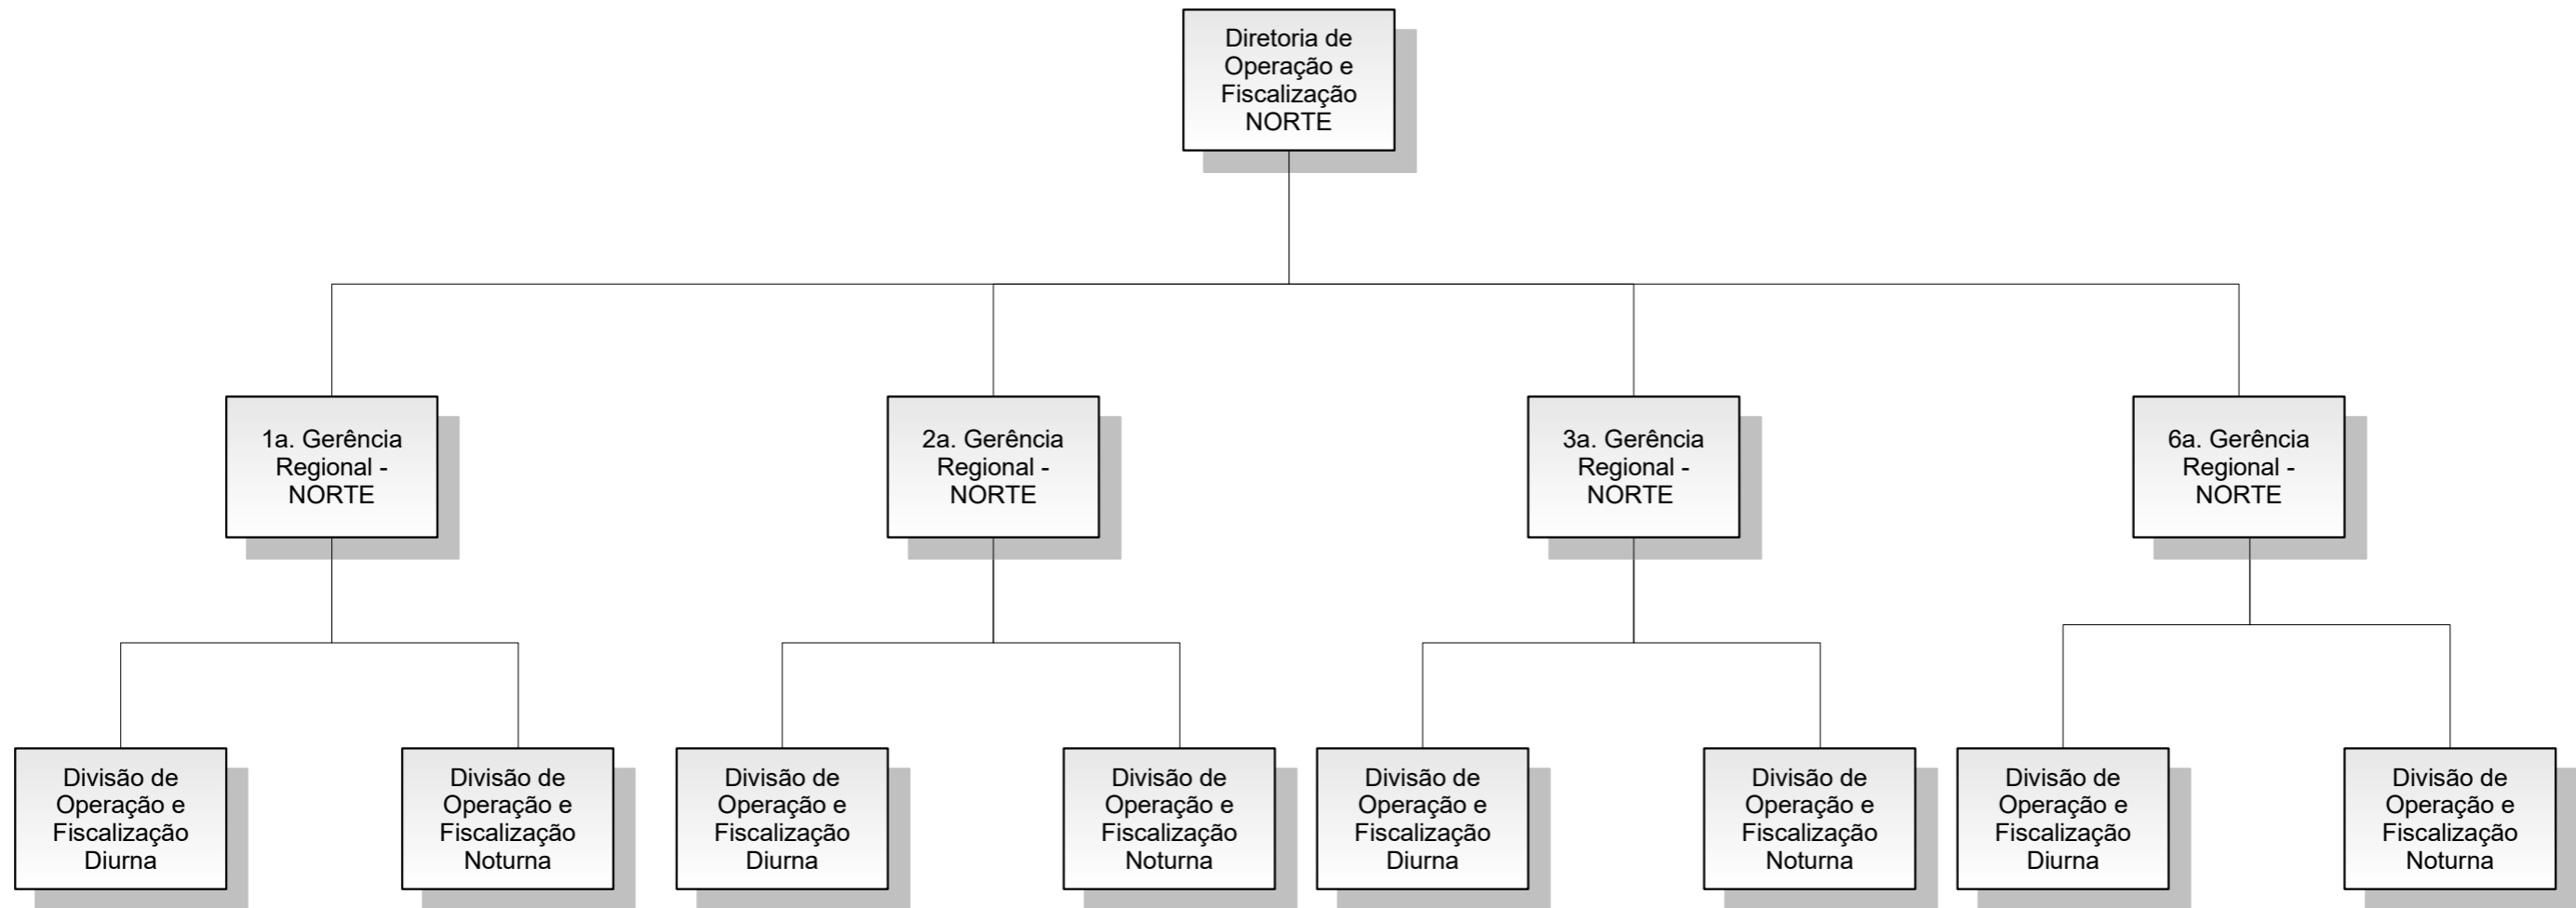 Diretoria de
Operação e
Fiscalização
NORTE
1a. Gerência
Regional -
NORTE
2a. Gerência
Regional -
NORTE
3a. Gerência
Regional -
NORTE
6a. Gerência
Regional -
NORTE
Divisão de
Operação e
Fiscalização
Diurna
Divisão de
Operação e
Fiscalização
Noturna
Divisão de
Operação e
Fiscalização
Diurna
Divisão de
Operação e
Fiscalização
Noturna
Divisão de
Operação e
Fiscalização
Diurna
Divisão de
Operação e
Fiscalização
Noturna
Divisão de
Operação e
Fiscalização
Diurna
Divisão de
Operação e
Fiscalização
Noturna